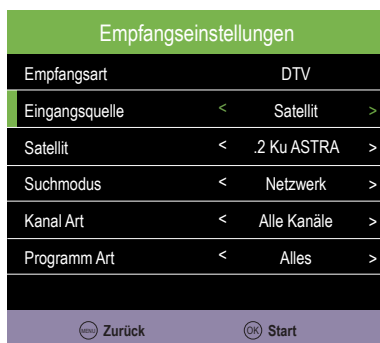 Empfangseinstellungen
Empfangsart DTV
Eingangsquelle < Satellit >
Satellit < .2 Ku ASTRA >
Suchmodus < Netzwerk >
Kanal Art < Alle Kanäle >
Programm Art < Alles >
MENU Zurück OK Start